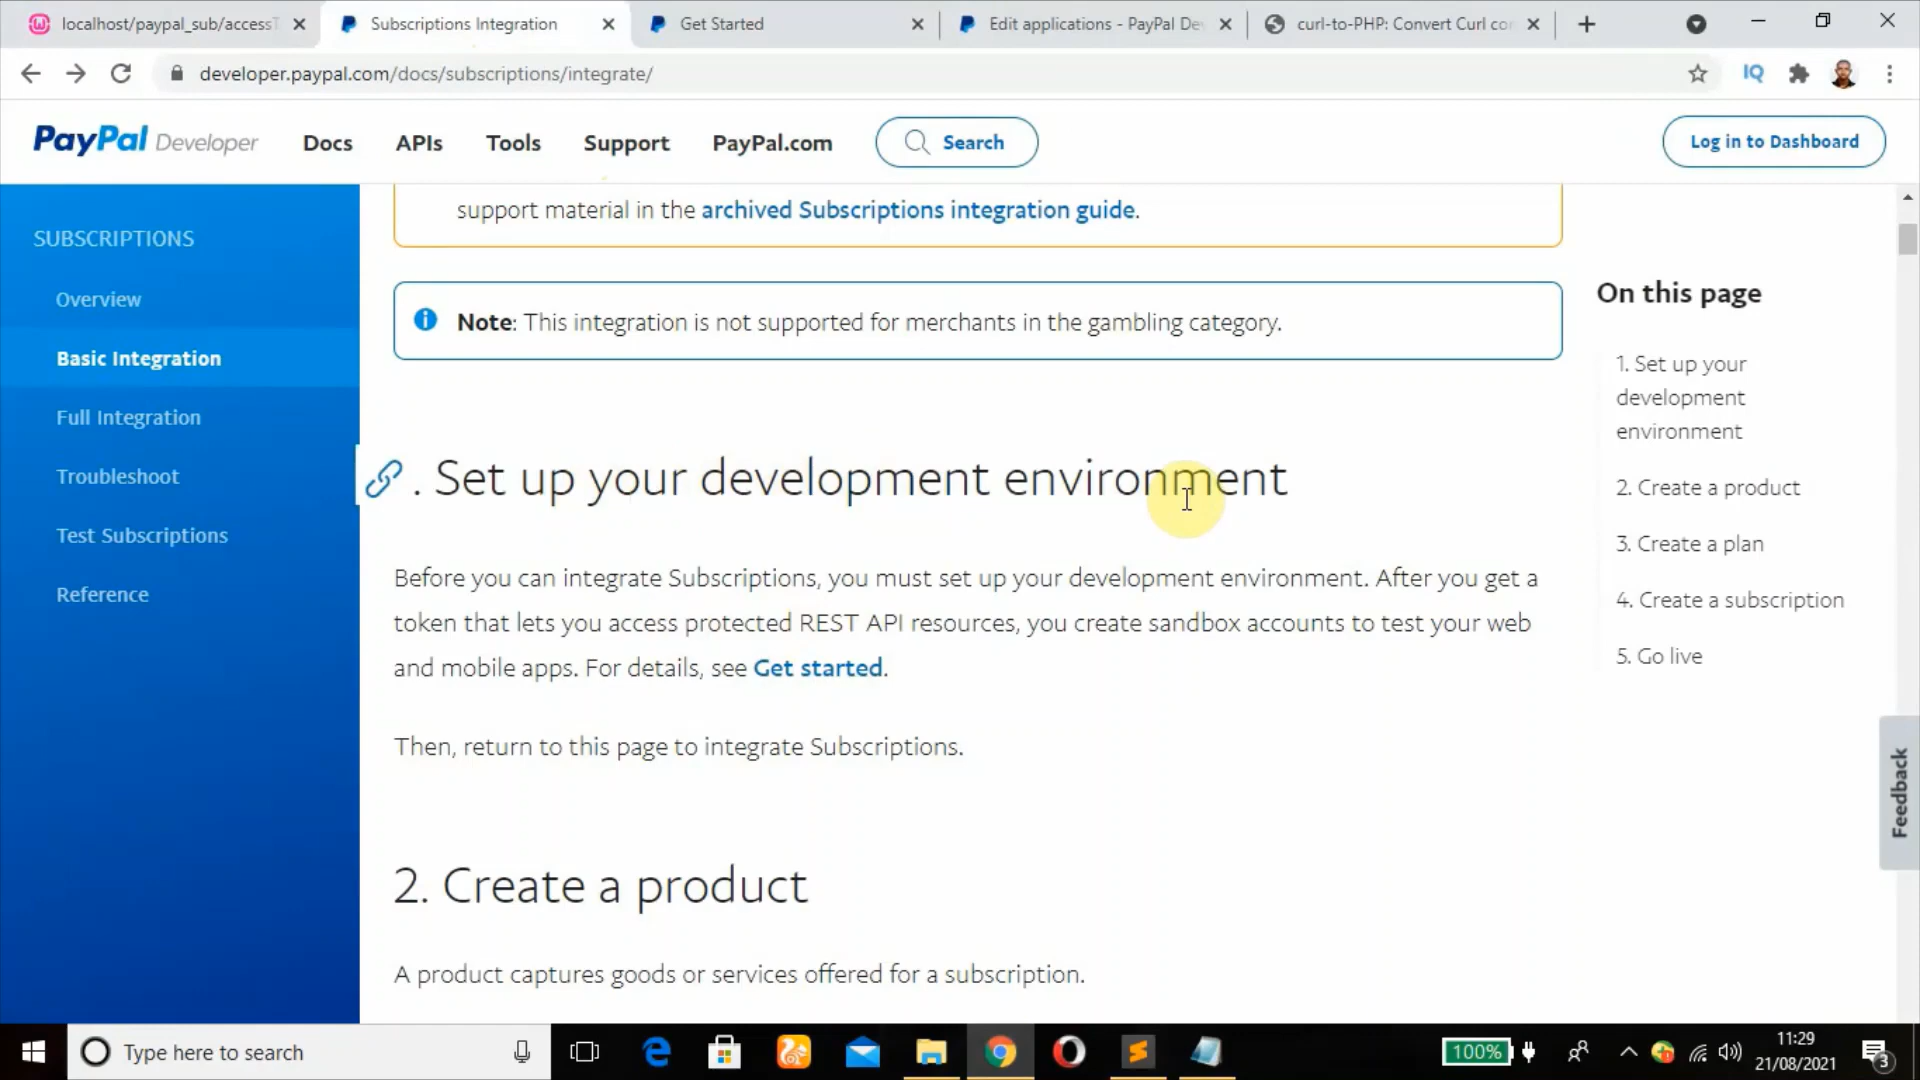 localhost/paypal_sub/accessT
Subscriptions Integration
Get Started
Edit applications - PayPal De
curl-to-PHP: Convert Curl co
developer.paypal.com/docs/subscriptions/integrate/
IQ
PayPal Developer
Docs
APIs
Tools
Support
PayPal.com
Search
Log in to Dashboard
support material in the archived Subscriptions integration guide.
SUBSCRIPTIONS
Overview
Basic Integration
Full Integration
Troubleshoot
Test Subscriptions
Reference
Note: This integration is not supported for merchants in the gambling category.
. Set up your development environment
Before you can integrate Subscriptions, you must set up your development environment. After you get a
token that lets you access protected REST API resources, you create sandbox accounts to test your web
and mobile apps. For details, see Get started.
Then, return to this page to integrate Subscriptions.
2. Create a product
A product captures goods or services offered for a subscription.
On this page
1. Set up your
development
environment
2. Create a product
3. Create a plan
4. Create a subscription
5. Go live
Feedback
Type here to search
100%
11:29
21/08/2021
3